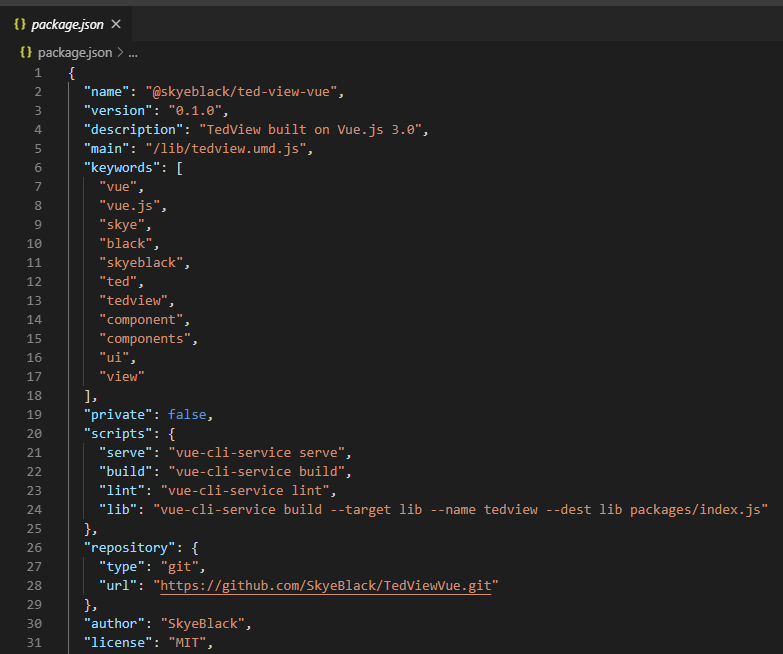 {} package.json ×
{} package.json > ...
1 {
2 "name": "@skyeblack/ted-view-vue",
3 "version": "0.1.0",
4 "description": "TedView built on Vue.js 3.0",
5 "main": "/lib/tedview.umd.js",
6 "keywords": [
7 "vue",
8 "vue.js",
9 "skye",
10 "black",
11 "skyeblack",
12 "ted",
13 "tedview",
14 "component",
15 "components",
16 "ui",
17 "view"
18 ],
19 "private": false,
20 "scripts": {
21 "serve": "vue-cli-service serve",
22 "build": "vue-cli-service build",
23 "lint": "vue-cli-service lint",
24 "lib": "vue-cli-service build --target lib --name tedview --dest lib packages/index.js"
25 },
26 "repository": {
27 "type": "git",
28 "url": "https://github.com/SkyeBlack/TedViewVue.git"
29 },
30 "author": "SkyeBlack",
31 "license": "MIT",